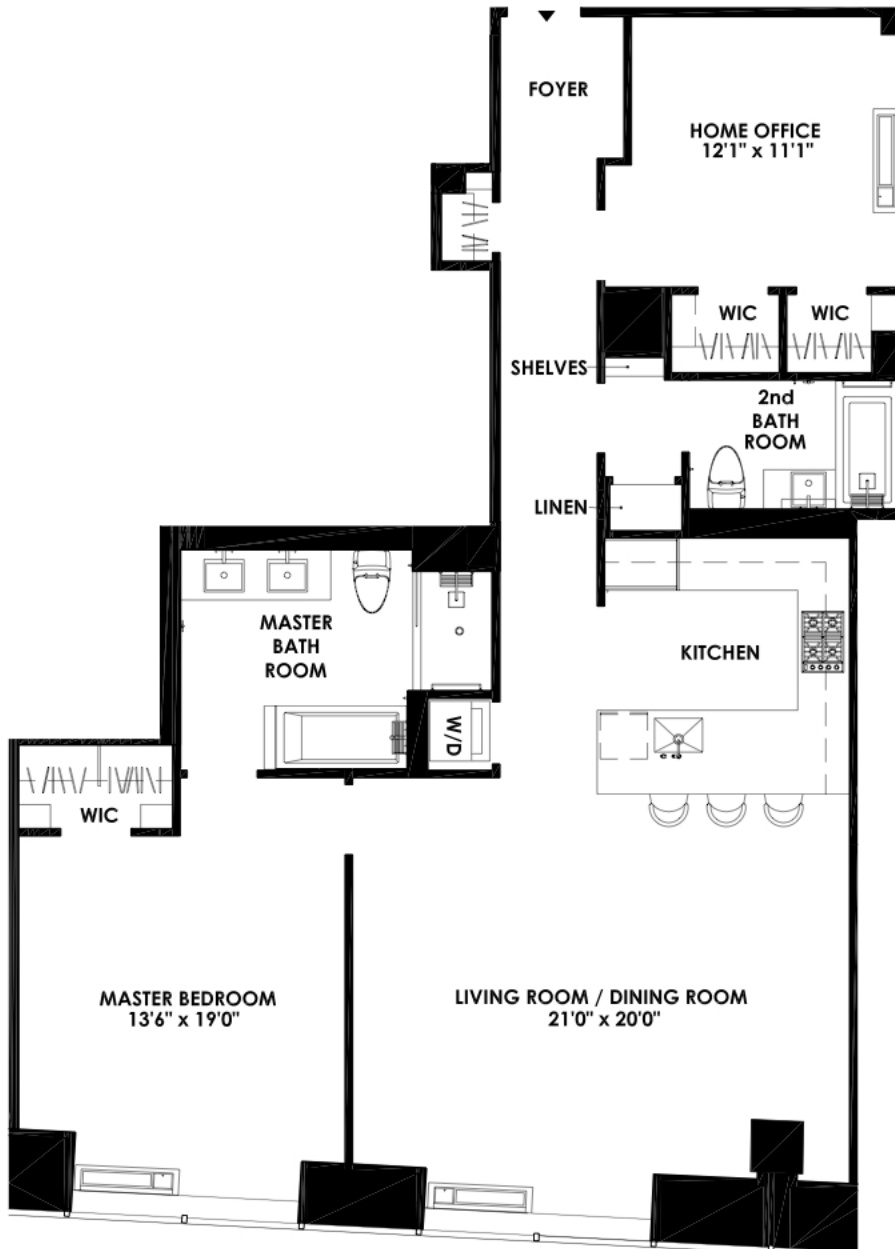 FOYER
HOME OFFICE
12'1" x 11'1"
WIC
WIC
SHELVES
2nd
BATH
ROOM
LINEN
MASTER
BATH
ROOM
KITCHEN
W/D
WIC
MASTER BEDROOM
13'6" x 19'0"
LIVING ROOM / DINING ROOM
21'0" x 20'0"